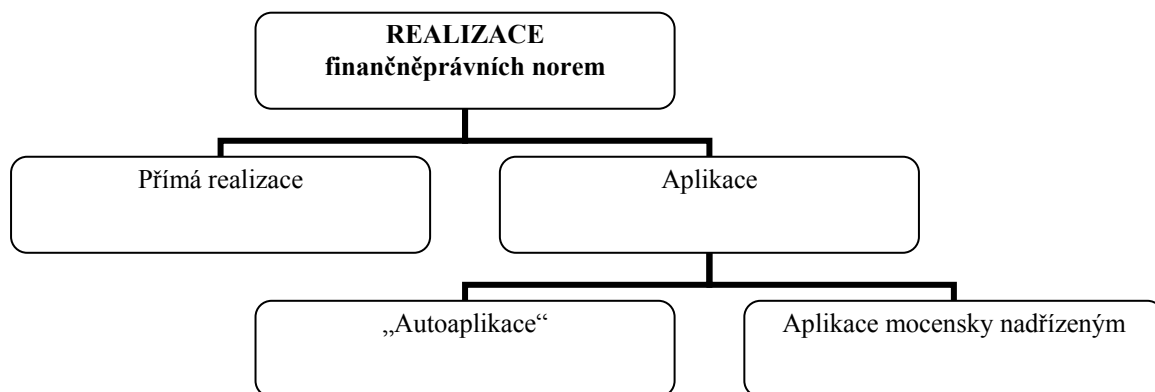 REALIZACE
finančněprávních norem
Přímá realizace
Aplikace
„Autoaplikace“
Aplikace mocensky nadřízeným